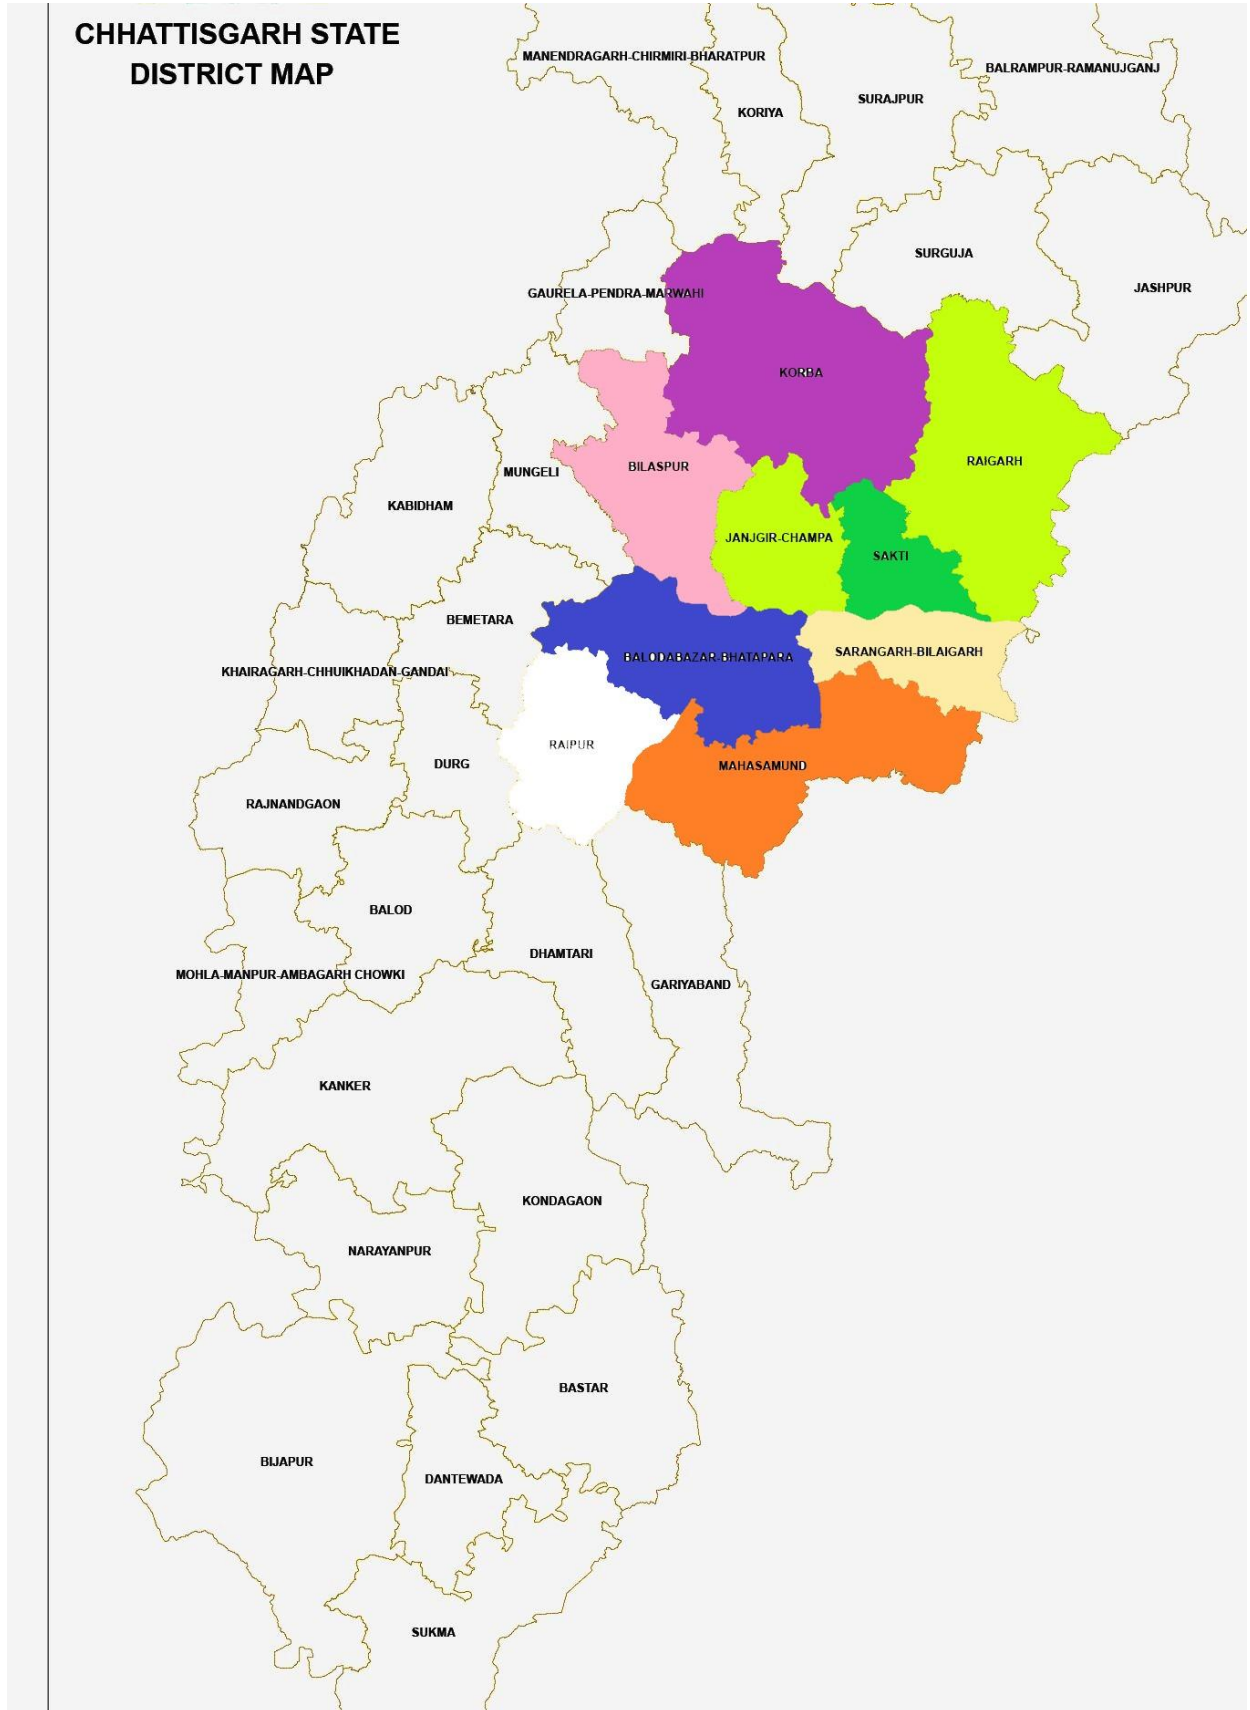 CHHATTISGARH STATE
DISTRICT MAP
MANENDRAGARH-CHIRMIRI-BHARATPUR
BALRAMPUR-RAMANUJGANJ
SURAJPUR
KORIYA
SURGUJA
JASHPUR
GAURELA-PENDRA-MARWAHI
KORBA
RAIGARH
BILASPUR
MUNGELI
KABIDHAM
JANJGIR-CHAMPA
SAKTI
BEMETARA
SARANGARH-BILAIGARH
BALODABAZAR-BHATAPARA
KHAIRAGARH-CHHUIKHADAN-GANDAI
RAIPUR
DURG
MAHASAMUND
RAJNANDGAON
BALOD
DHAMTARI
MOHLA-MANPUR-AMBAGARH CHOWKI
GARIYABAND
KANKER
KONDAGAON
NARAYANPUR
BASTAR
BIJAPUR
DANTEWADA
SUKMA